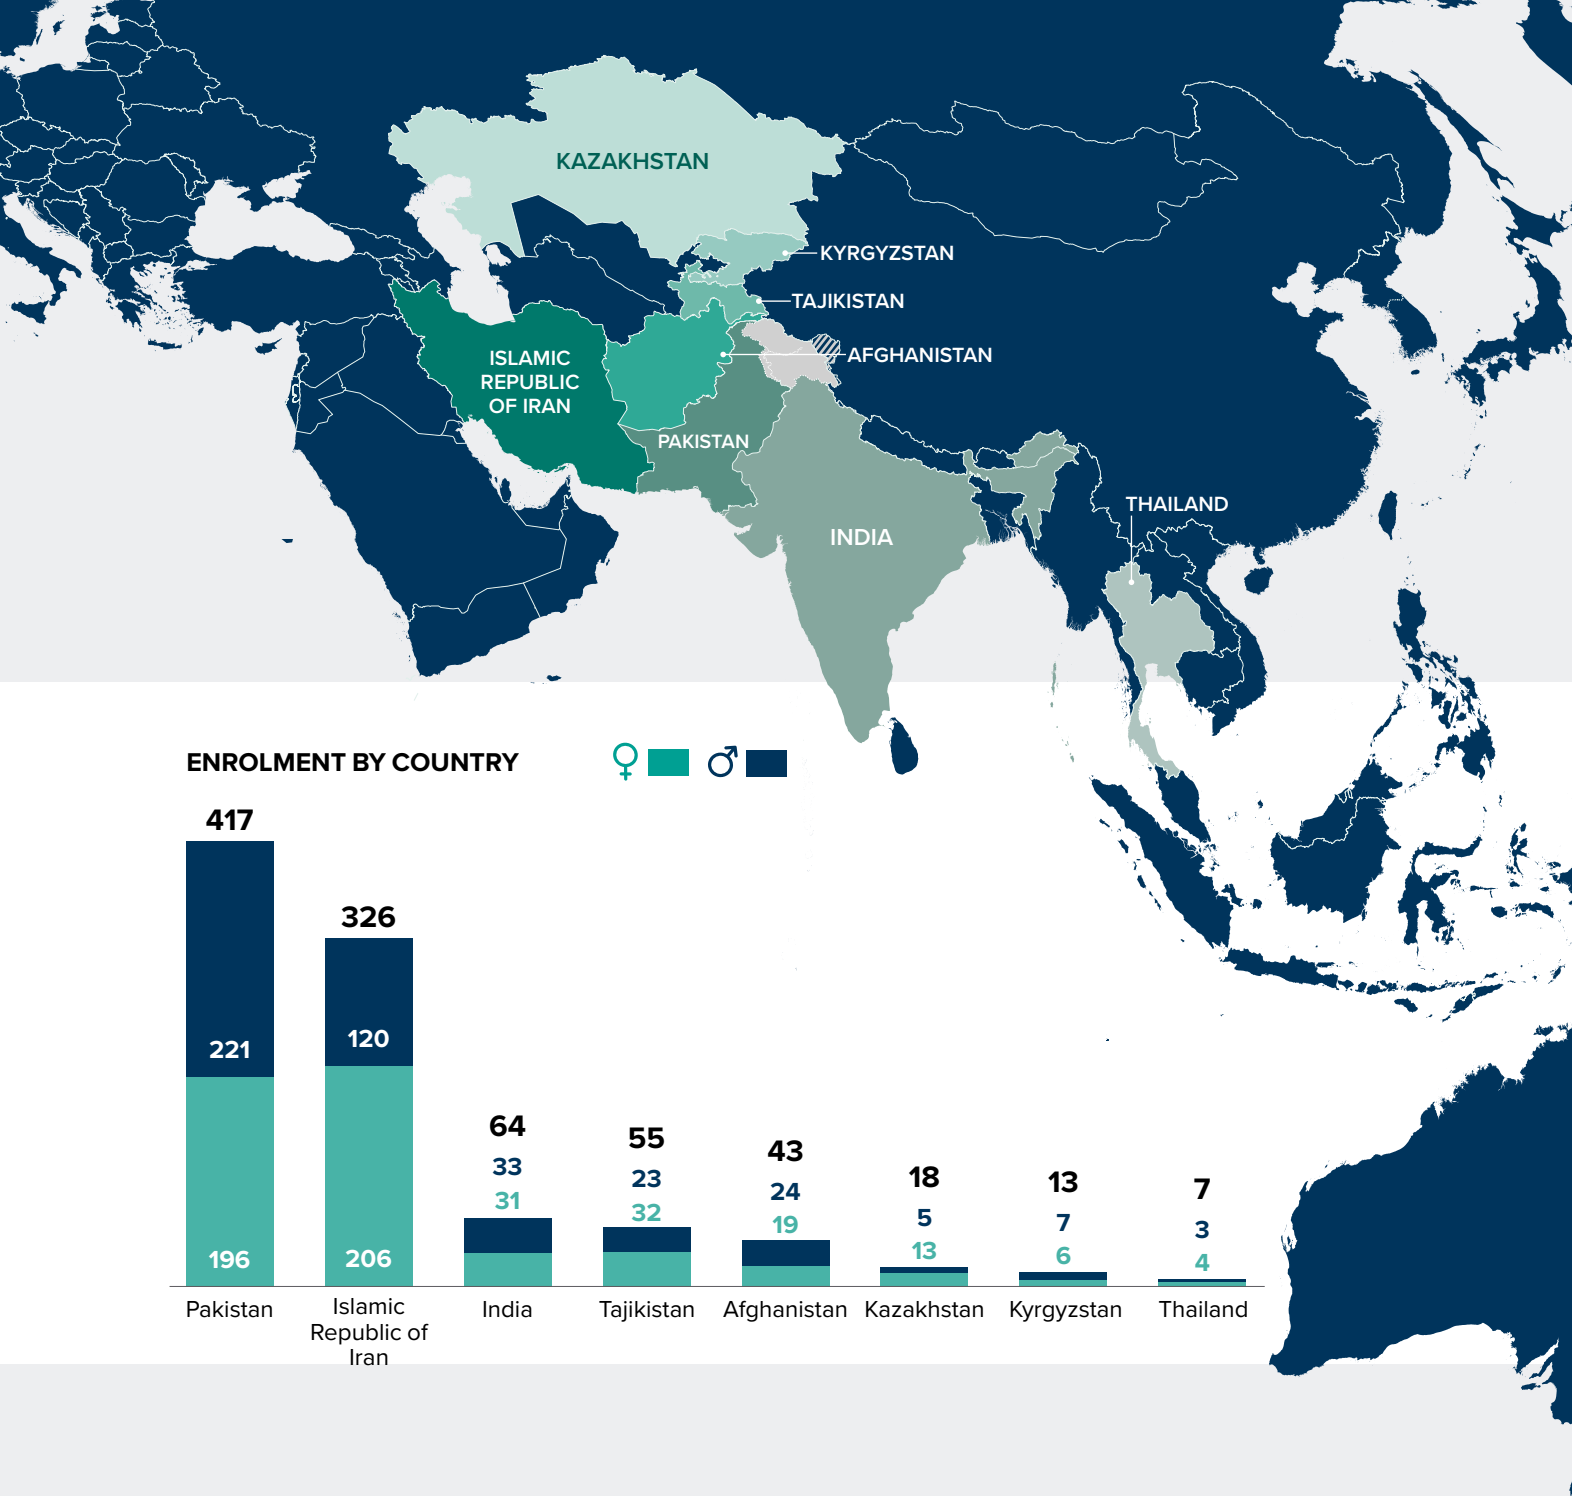 KAZAKHSTAN
KYRGYZSTAN
TAJIKISTAN
AFGHANISTAN
ISLAMIC
REPUBLIC
OF IRAN
PAKISTAN
INDIA
THAILAND
ENROLMENT BY COUNTRY
417
221
196
326
120
206
64
33
31
55
23
32
43
24
19
18
5
13
13
7
6
7
3
4
Pakistan
Islamic
Republic of
Iran
India
Tajikistan
Afghanistan
Kazakhstan
Kyrgyzstan
Thailand